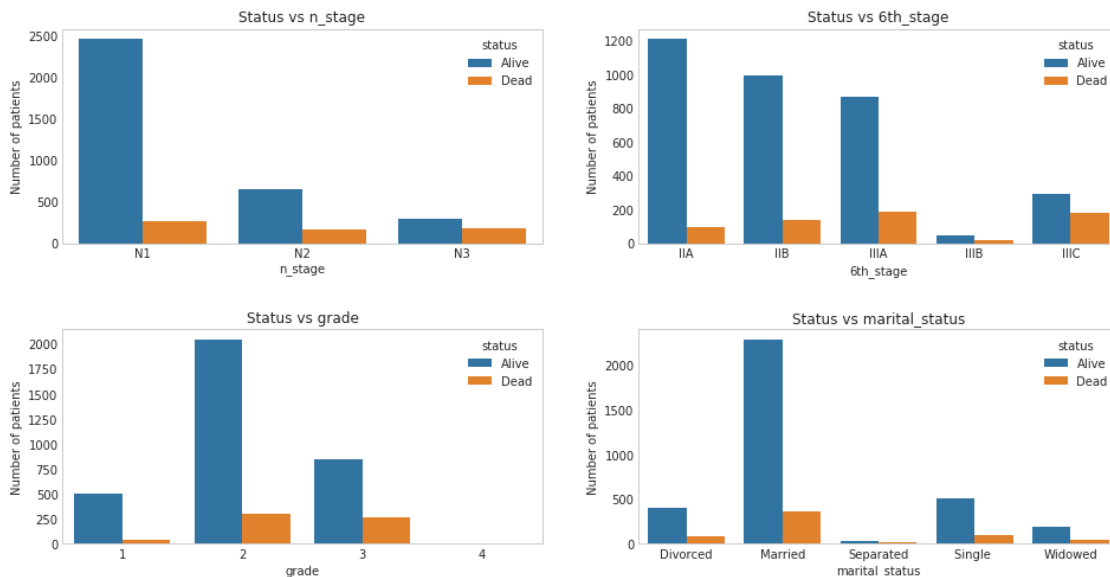 Status vs n_stage
Number of patients
2500
2000
1500
1000
500
0
status
Alive
Dead
N1 N2 N3
n_stage
Status vs 6th_stage
Number of patients
1200
1000
800
600
400
200
0
status
Alive
Dead
IIA IIB IIIA IIIB IIIC
6th_stage
Status vs grade
Number of patients
2000
1750
1500
1250
1000
750
500
250
0
status
Alive
Dead
1 2 3 4
grade
Status vs marital_status
Number of patients
2000
1500
1000
500
0
status
Alive
Dead
Divorced Married Separated Single Widowed
marital_status